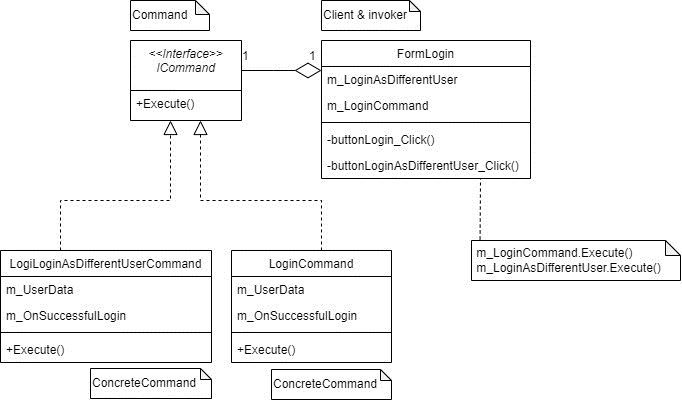 Command
Client & invoker
<<Interface>>
ICommand
+Execute()
1
1
FormLogin
m_LoginAsDifferentUser
m_LoginCommand
-buttonLogin_Click()
-buttonLoginAsDifferentUser_Click()
m_LoginCommand.Execute()
m_LoginAsDifferentUser.Execute()
LogiLoginAsDifferentUserCommand
m_UserData
m_OnSuccessfulLogin
+Execute()
LoginCommand
m_UserData
m_OnSuccessfulLogin
+Execute()
ConcreteCommand
ConcreteCommand